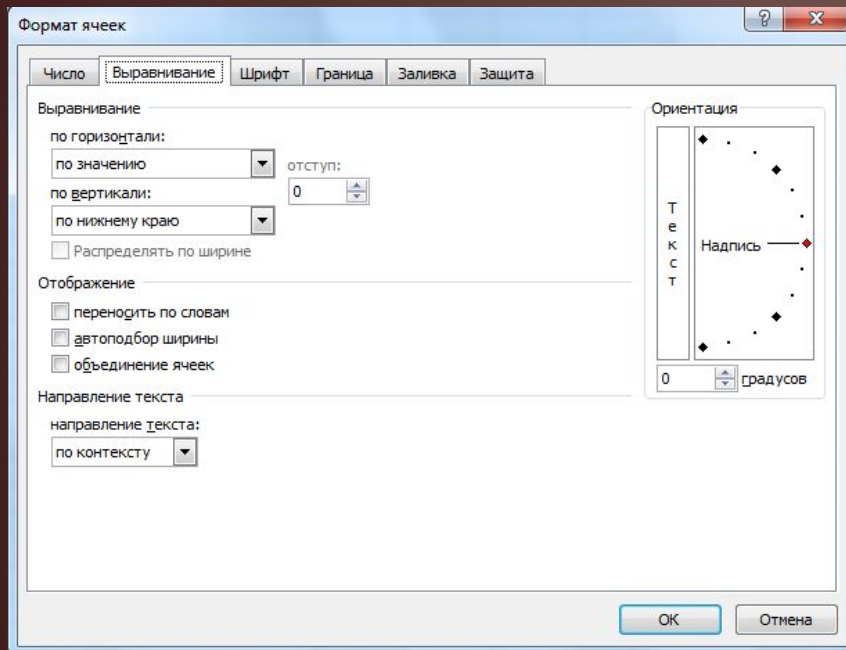 Формат ячеек
Число Выравнивание Шрифт Граница Заливка Защита
Выравнивание
по горизонтали:
по значению
отступ:
0
по вертикали:
по нижнему краю
Распределять по ширине
Отображение
переносить по словам
автоподбор ширины
объединение ячеек
Направление текста
направление текста:
по контексту
Ориентация
Текст
Надпись
0 градусов
ОК Отмена